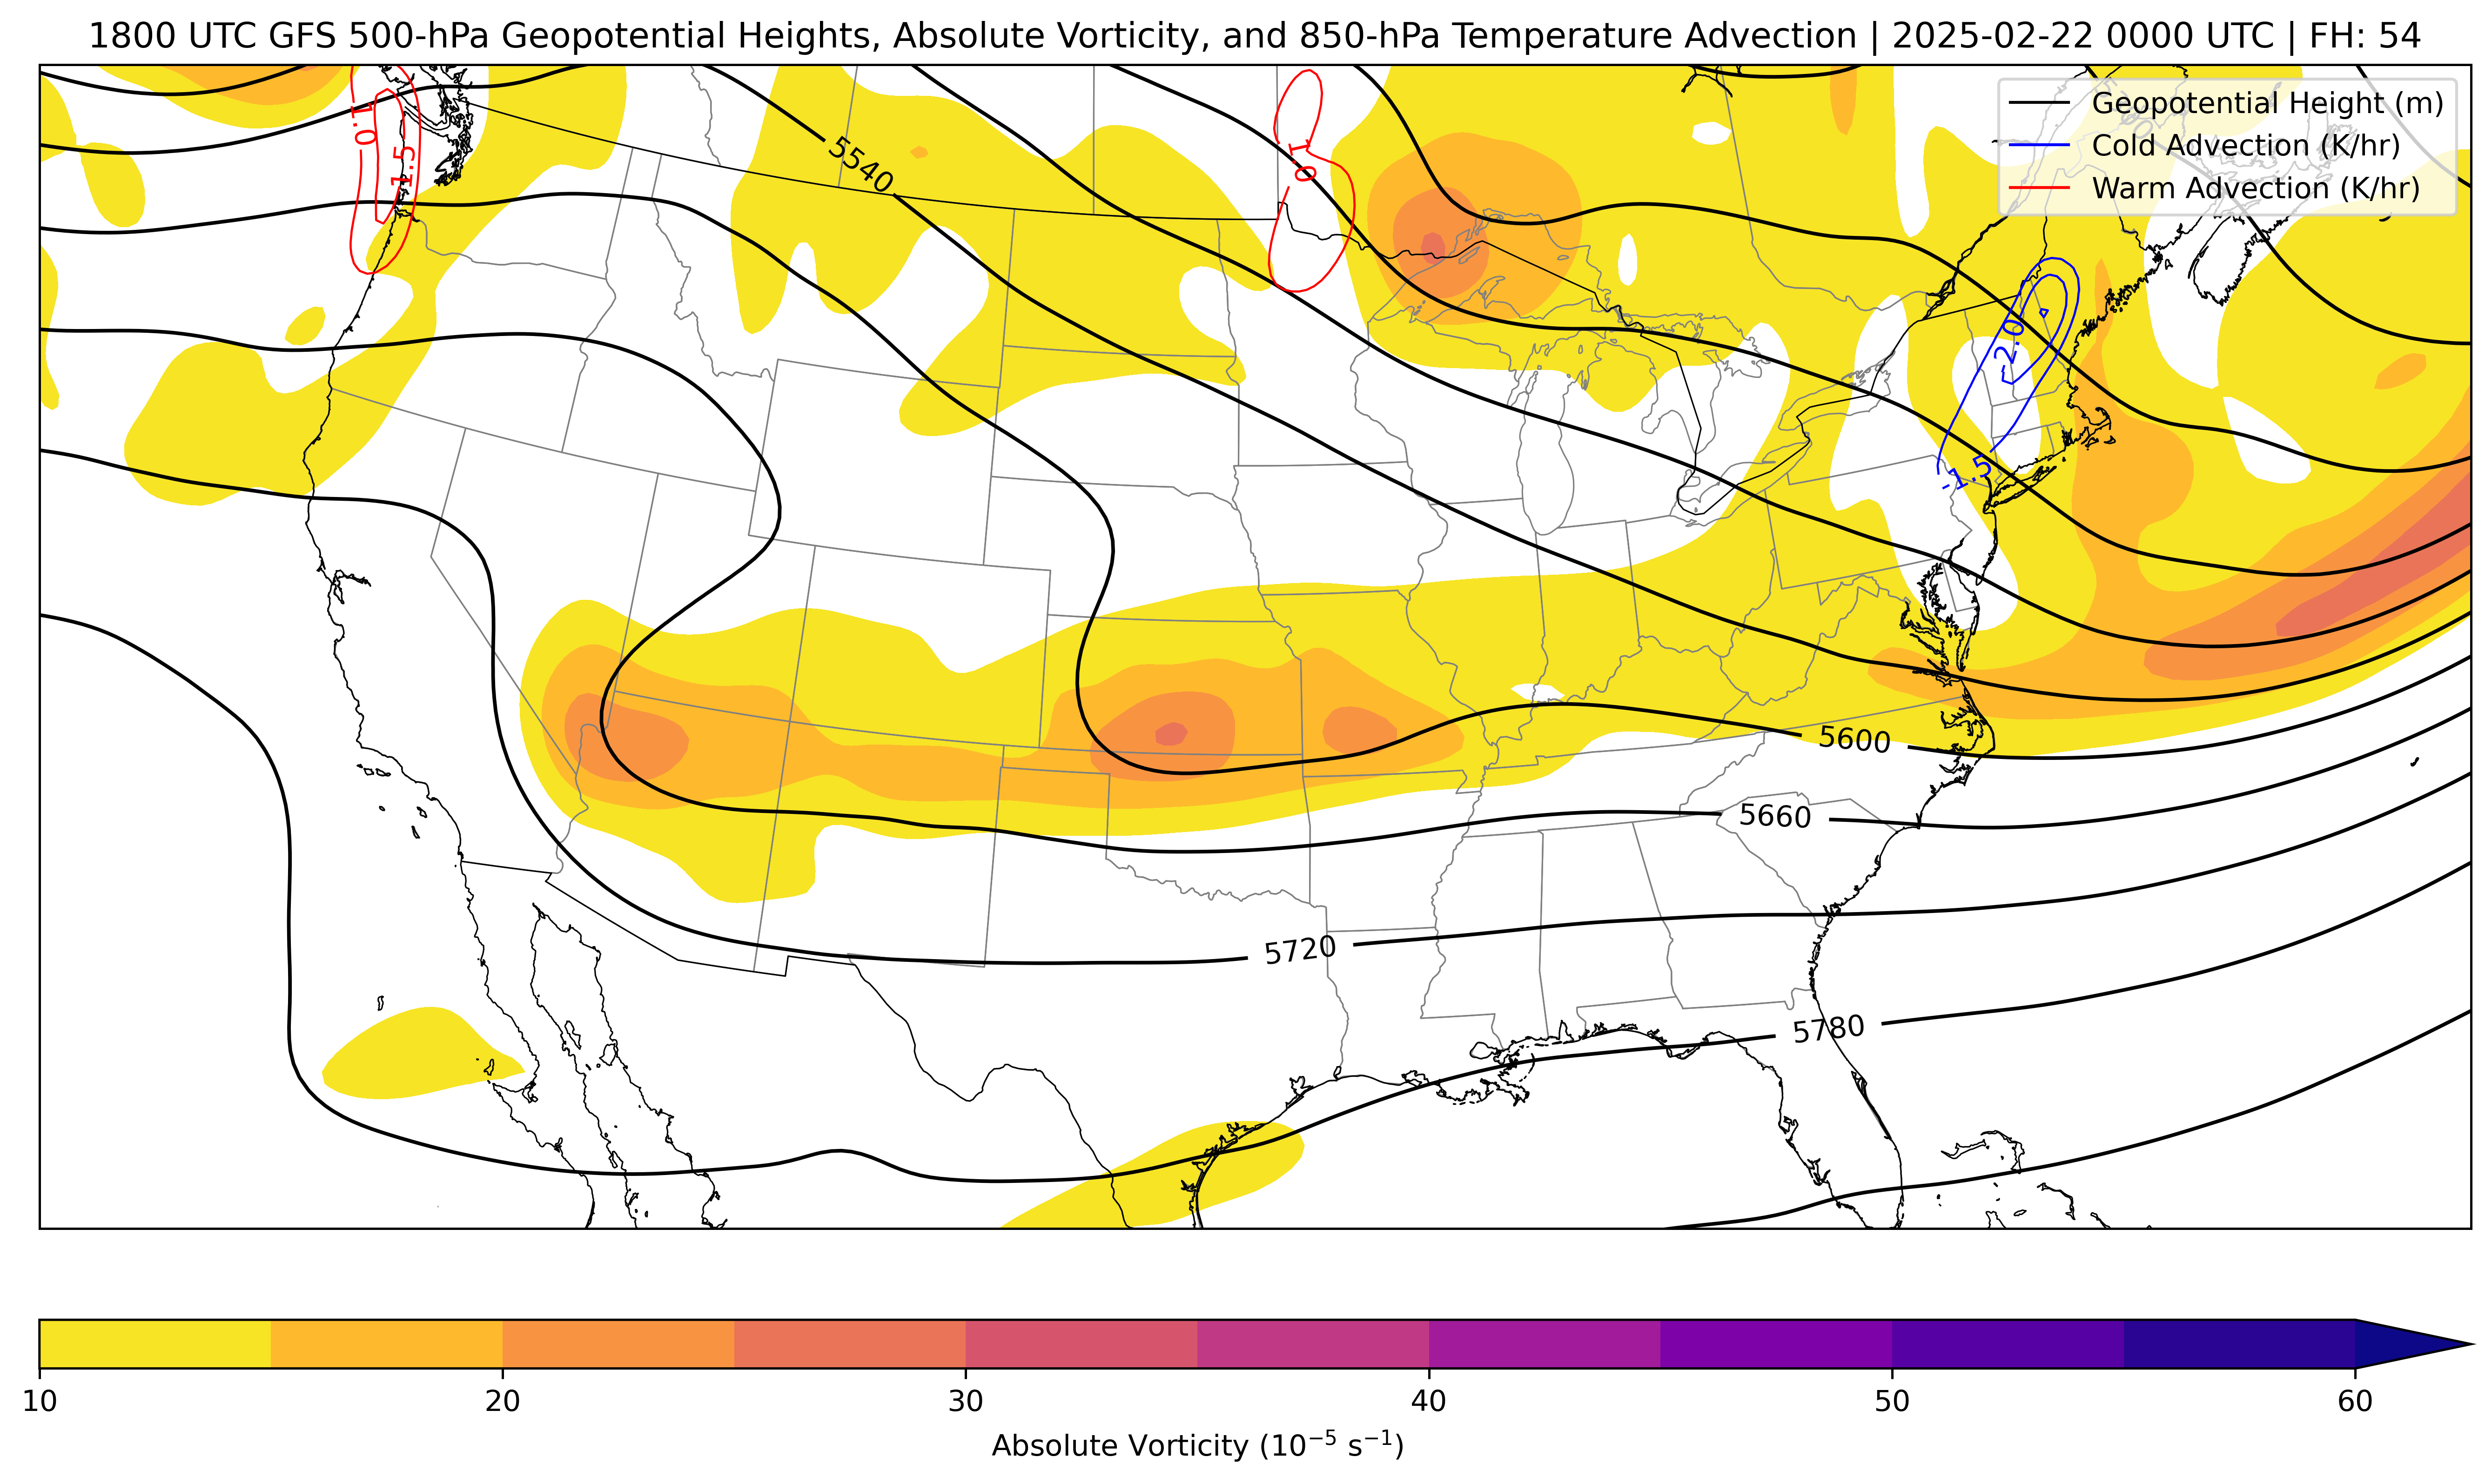 1800 UTC GFS 500-hPa Geopotential Heights, Absolute Vorticity, and 850-hPa Temperature Advection | 2025-02-22 0000 UTC | FH: 54
Geopotential Height (m)
Cold Advection (K/hr)
Warm Advection (K/hr)
1.0
1.5
5540
1.0
-2.0
-1.5
5600
5660
5720
5780
10 20 30 40 50 60
Absolute Vorticity (10⁻⁵ s⁻¹)